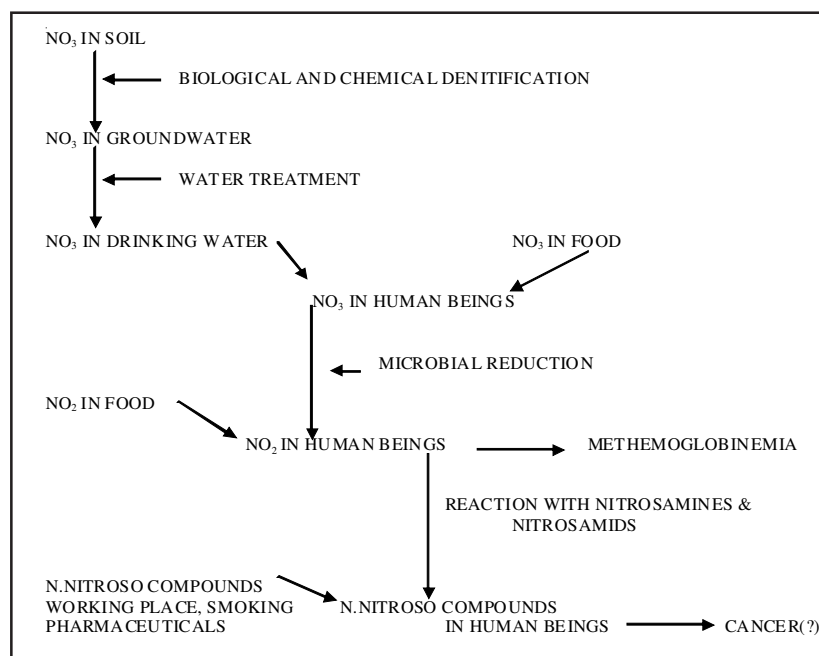 NO₃ IN SOIL
BIOLOGICAL AND CHEMICAL DENITIFICATION
NO₃ IN GROUNDWATER
WATER TREATMENT
NO₃ IN DRINKING WATER
NO₃ IN FOOD
NO₃ IN HUMAN BEINGS
MICROBIAL REDUCTION
NO₂ IN FOOD
NO₂ IN HUMAN BEINGS
METHEMOGLOBINEMIA
REACTION WITH NITROSAMINES &
NITROSAMIDS
N.NITROSO COMPOUNDS
WORKING PLACE, SMOKING
PHARMACEUTICALS
N.NITROSO COMPOUNDS
IN HUMAN BEINGS
CANCER(?)